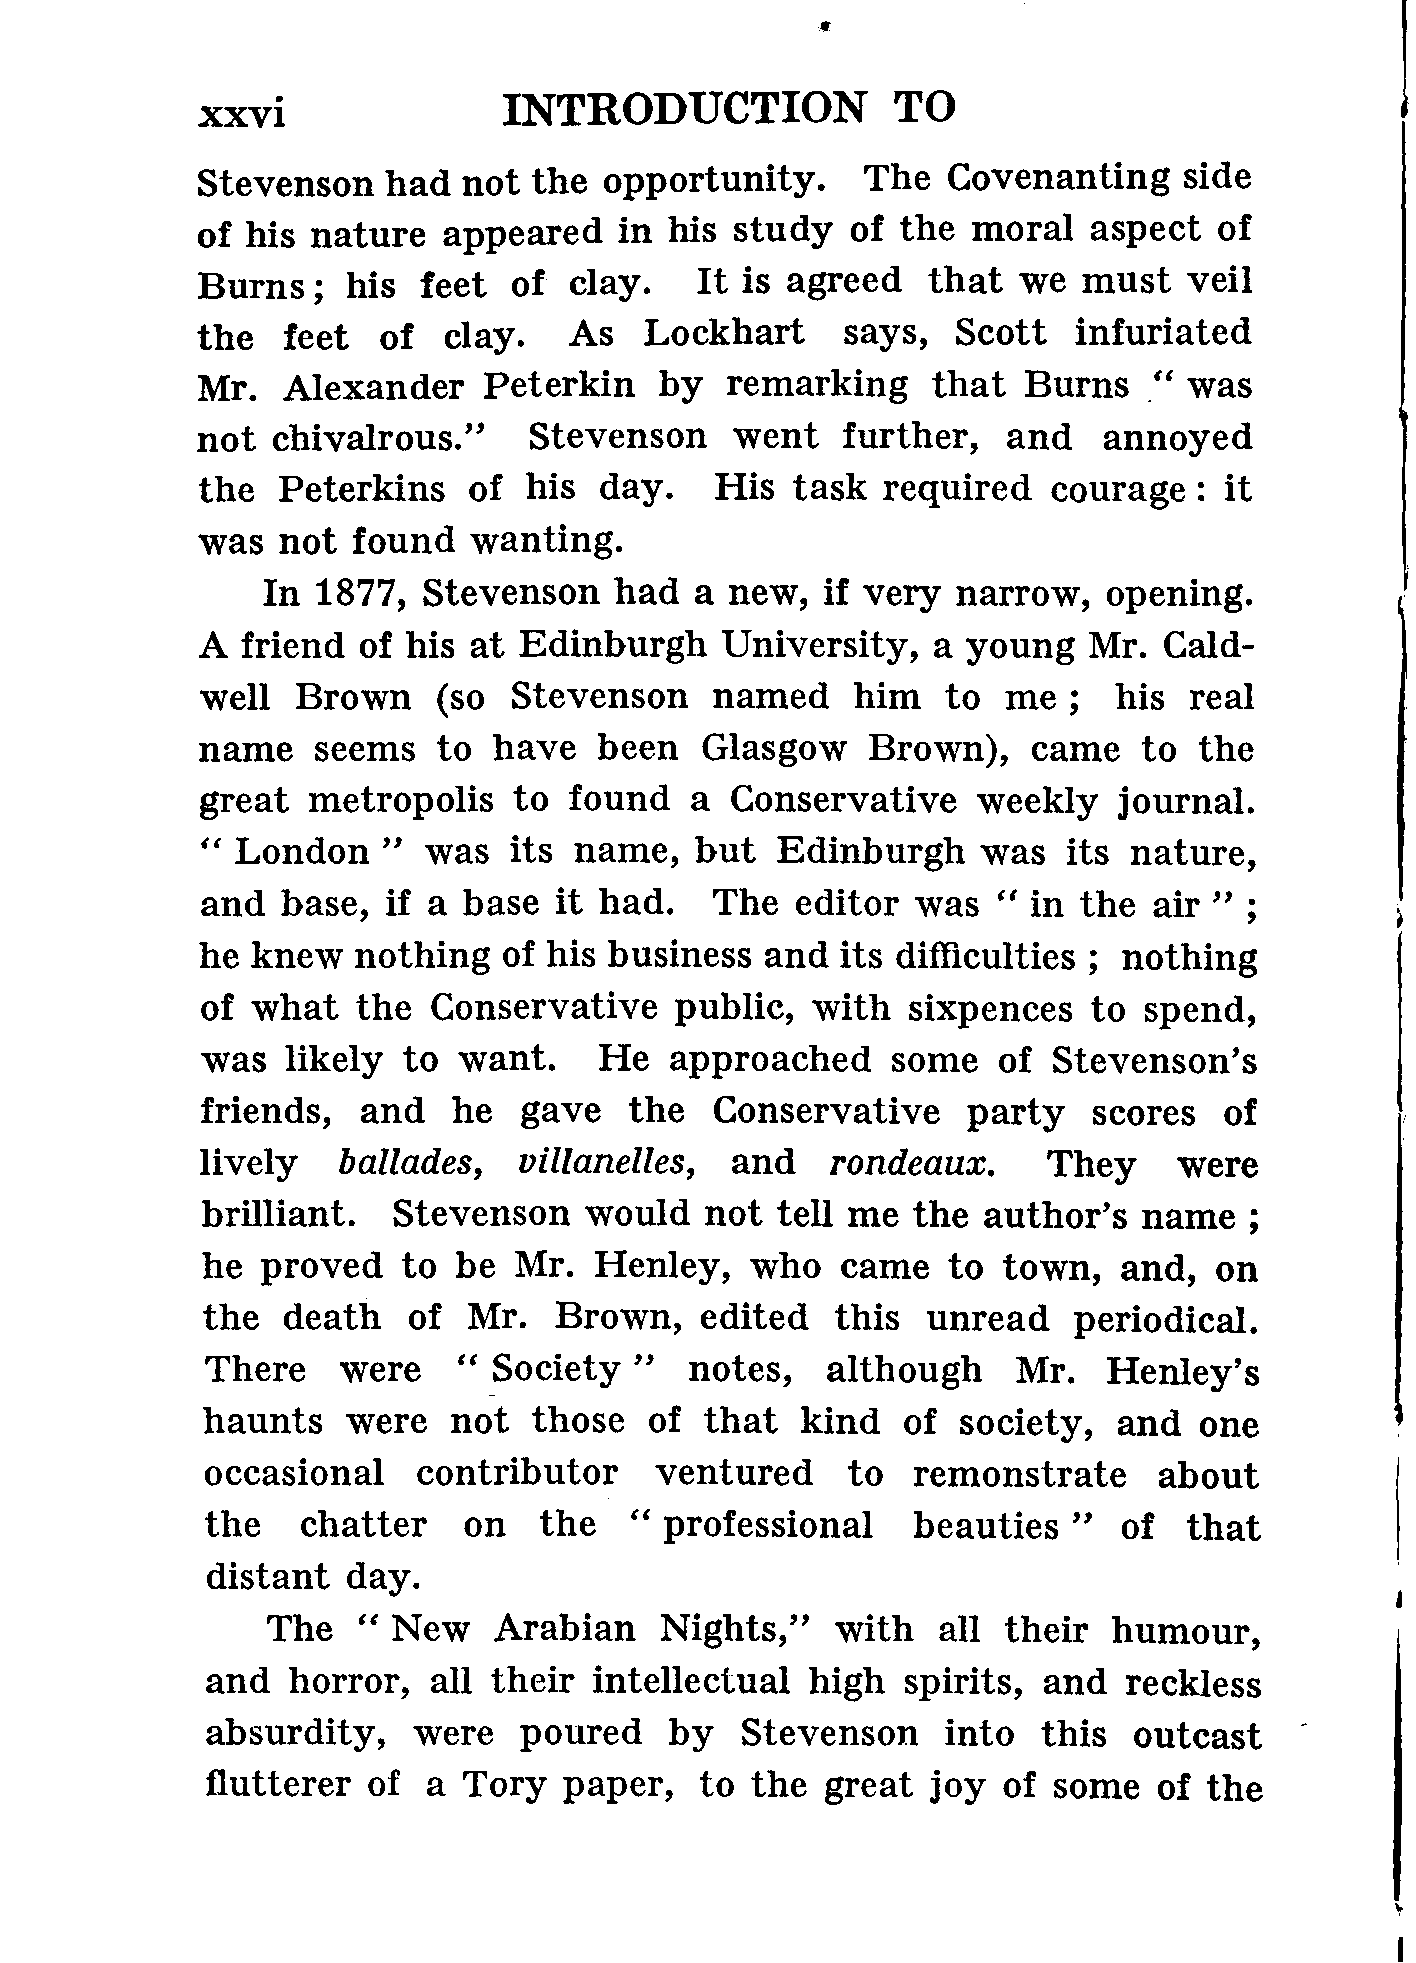 xxvi INTRODUCTION TO
Stevenson had not the opportunity. The Covenanting side
of his nature appeared in his study of the moral aspect of
Burns; his feet of clay. It is agreed that we must veil
the feet of clay. As Lockhart says, Scott infuriated
Mr. Alexander Peterkin by remarking that Burns “ was
not chivalrous.” Stevenson went further, and annoyed
the Peterkins of his day. His task required courage : it
was not found wanting.
In 1877, Stevenson had a new, if very narrow, opening.
A friend of his at Edinburgh University, a young Mr. Cald-
well Brown (so Stevenson named him to me ; his real
name seems to have been Glasgow Brown), came to the
great metropolis to found a Conservative weekly journal.
“ London ” was its name, but Edinburgh was its nature,
and base, if a base it had. The editor was “ in the air ” ;
he knew nothing of his business and its difficulties ; nothing
of what the Conservative public, with sixpences to spend,
was likely to want. He approached some of Stevenson's
friends, and he gave the Conservative party scores of
lively ballades, villanelles, and rondeaux. They were
brilliant. Stevenson would not tell me the author's name ;
he proved to be Mr. Henley, who came to town, and, on
the death of Mr. Brown, edited this unread periodical.
There were “ Society ” notes, although Mr. Henley's
haunts were not those of that kind of society, and one
occasional contributor ventured to remonstrate about
the chatter on the “ professional beauties ” of that
distant day.
The “ New Arabian Nights,” with all their humour,
and horror, all their intellectual high spirits, and reckless
absurdity, were poured by Stevenson into this outcast
flutterer of a Tory paper, to the great joy of some of the